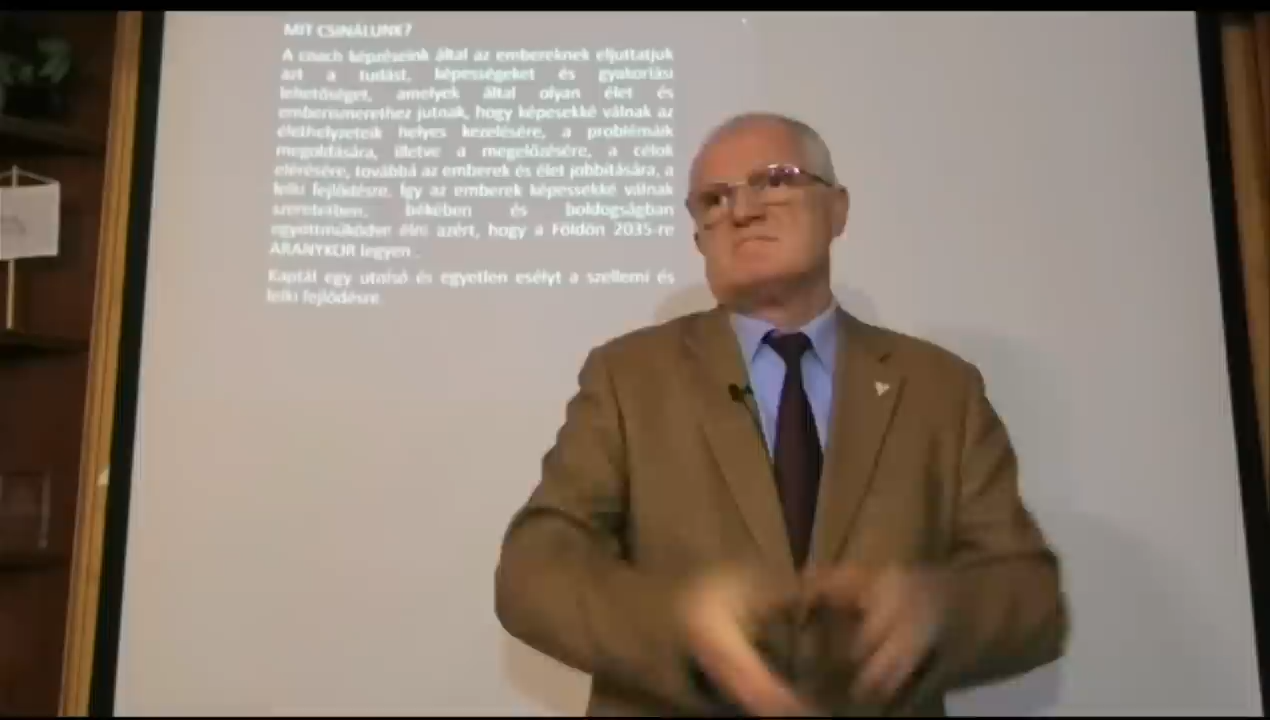 MIT CSINÁLUNK?
A coach képzéseink által az embereknek eljuttatjuk
azt a tudást, képességeket és gyakorlási
lehetőséget, amelyek által olyan élet és
emberismerethez jutnak, hogy képesekké válnak az
élethelyzeteik helyes kezelésére, a problémáik
megoldására, illetve a megelőzésére, a célok
elérésére, továbbá az emberek és élet jobbítására, a
lelki fejlődésre. Így az emberek képessekké válnak
szeretetben, békében és boldogságban
együttműködve élni azért, hogy a Földön 2035-re
ARANYKOR legyen .
Kaptál egy utolsó és egyetlen esélyt a szellemi és
lelki fejlődésre